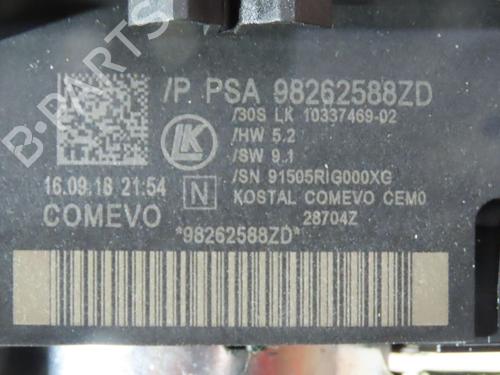 B-PARTS
/P PSA 98262588ZD
/30S LK 10337469-02
/HW 5.2
/SW 9.1
/SN 91505RIG000XG
LK
16.09.18 21:54
N
KOSTAL COMEVO CEM0
COMEVO
28704Z
*98262588ZD*